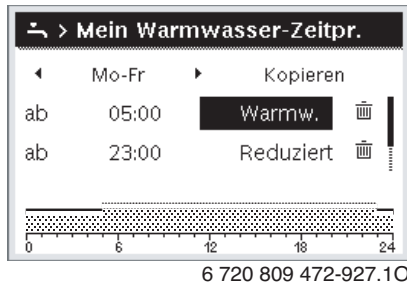 > Mein Warmwasser-Zeitpr.
Mo-Fr Kopieren
ab 05:00 Warmw.
ab 23:00 Reduziert
0 6 12 18 24
6 720 809 472-927.1O